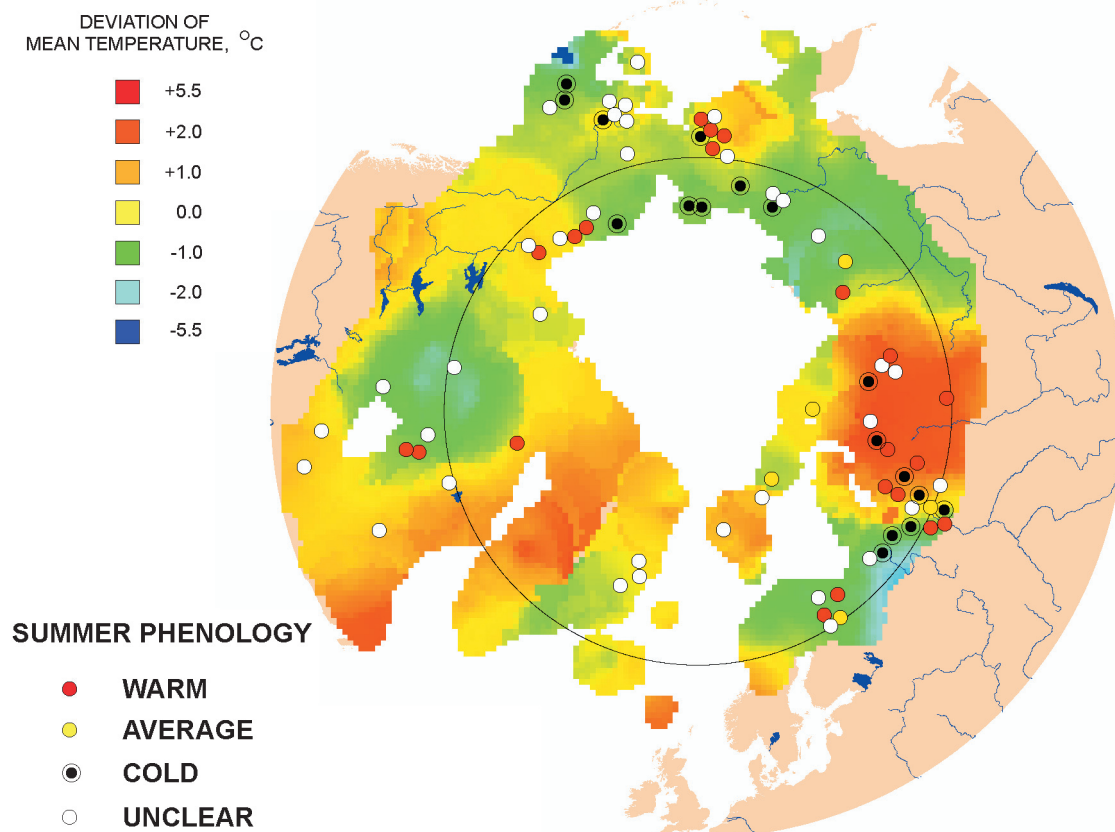 DEVIATION OF
MEAN TEMPERATURE, °C
+5.5
+2.0
+1.0
0.0
-1.0
-2.0
-5.5
SUMMER PHENOLOGY
WARM
AVERAGE
COLD
UNCLEAR